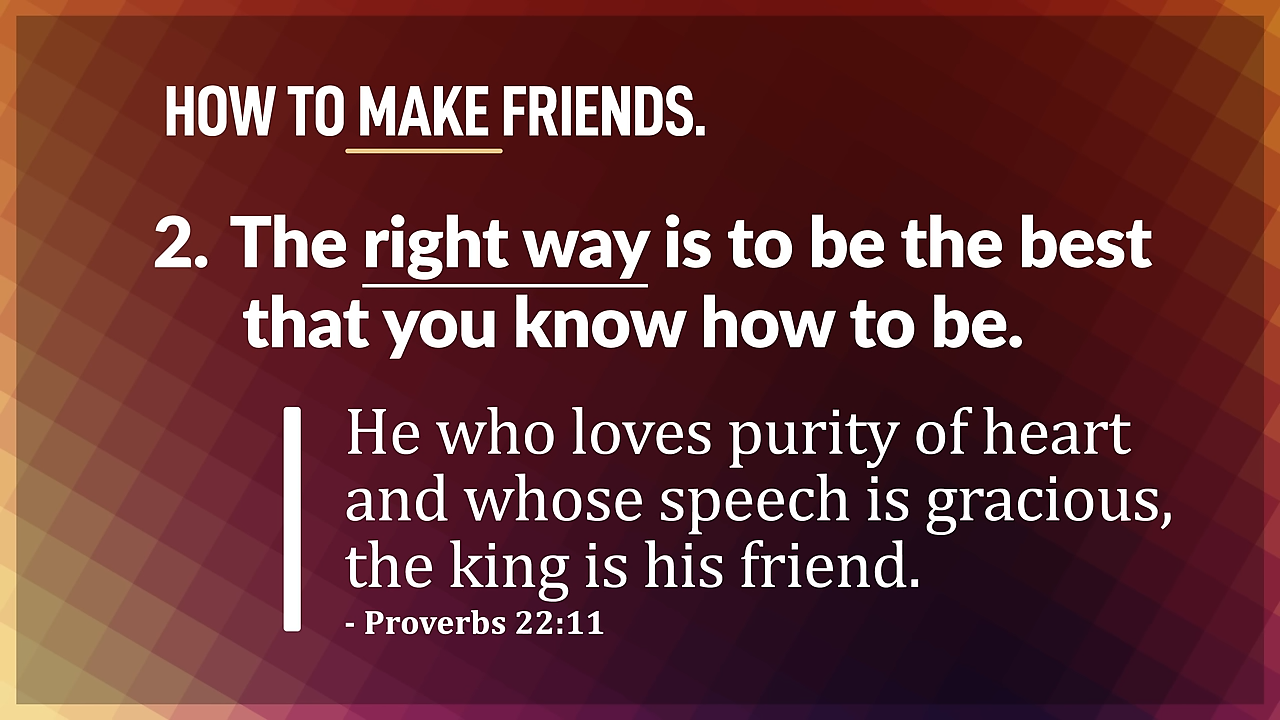 HOW TO MAKE FRIENDS.
2. The right way is to be the best
that you know how to be.
He who loves purity of heart
and whose speech is gracious,
the king is his friend.
- Proverbs 22:11